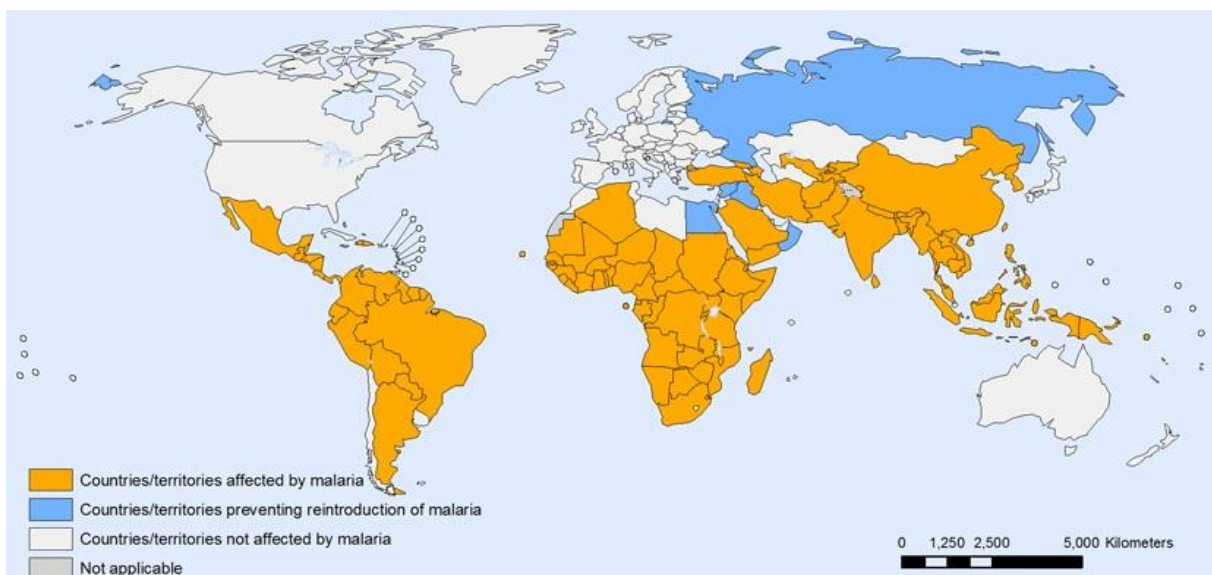 Countries/territories affected by malaria
Countries/territories preventing reintroduction of malaria
Countries/territories not affected by malaria
Not applicable
0 1,250 2,500 5,000 Kilometers